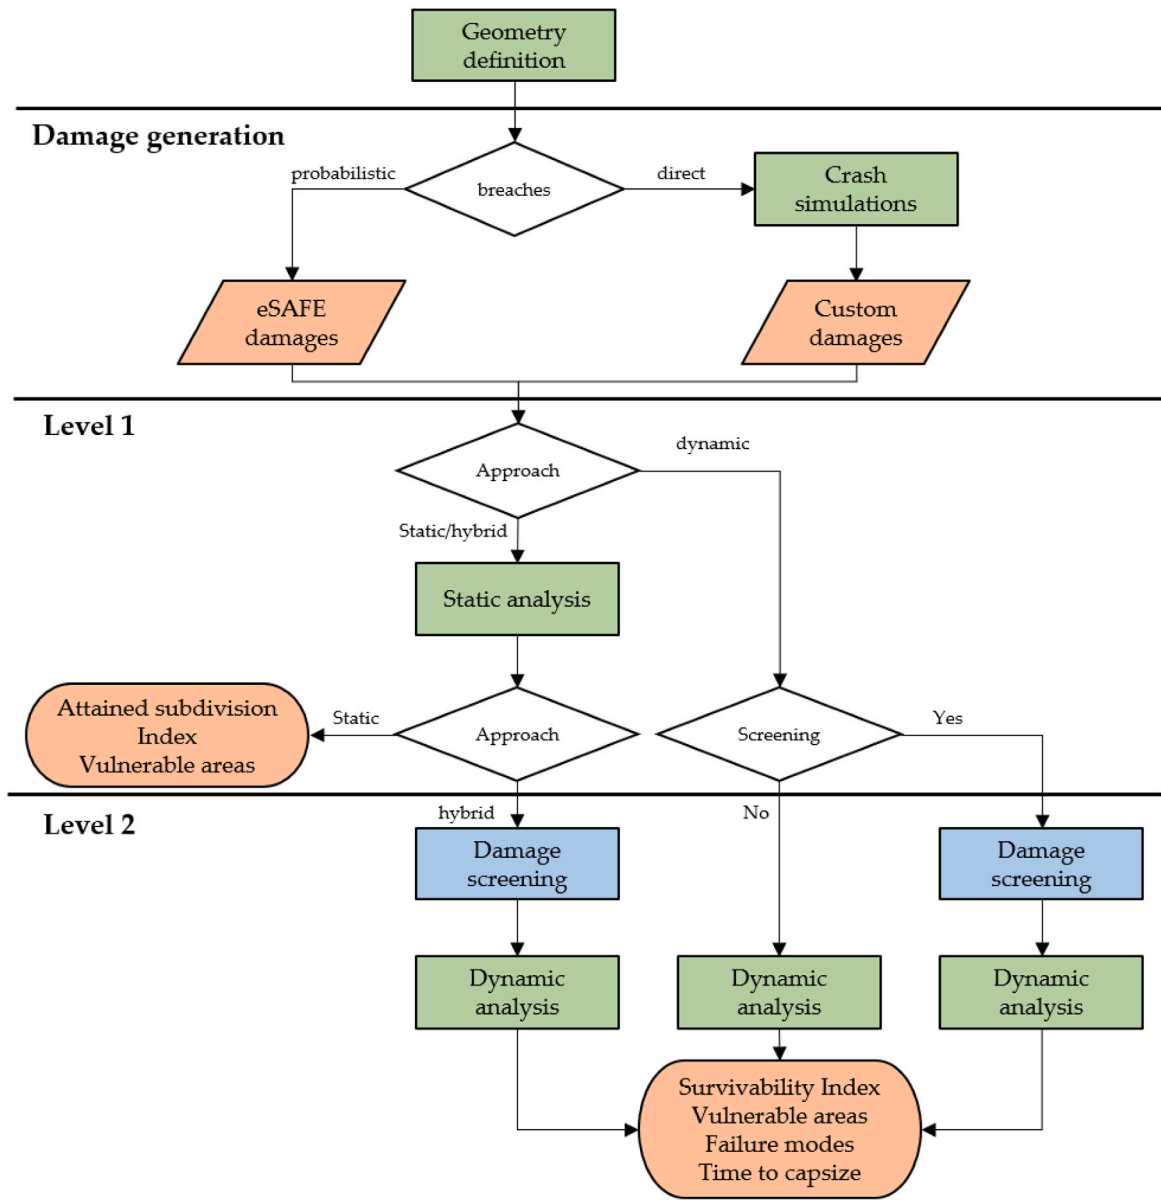 Geometry
definition
Damage generation
probabilistic
breaches
direct
Crash
simulations
eSAFE
damages
Custom
damages
Level 1
Approach
dynamic
Static/hybrid
Static analysis
Attained subdivision
Index
Vulnerable areas
Static
Approach
Screening
Yes
Level 2
hybrid
No
Damage
screening
Damage
screening
Dynamic
analysis
Dynamic
analysis
Dynamic
analysis
Survivability Index
Vulnerable areas
Failure modes
Time to capsize